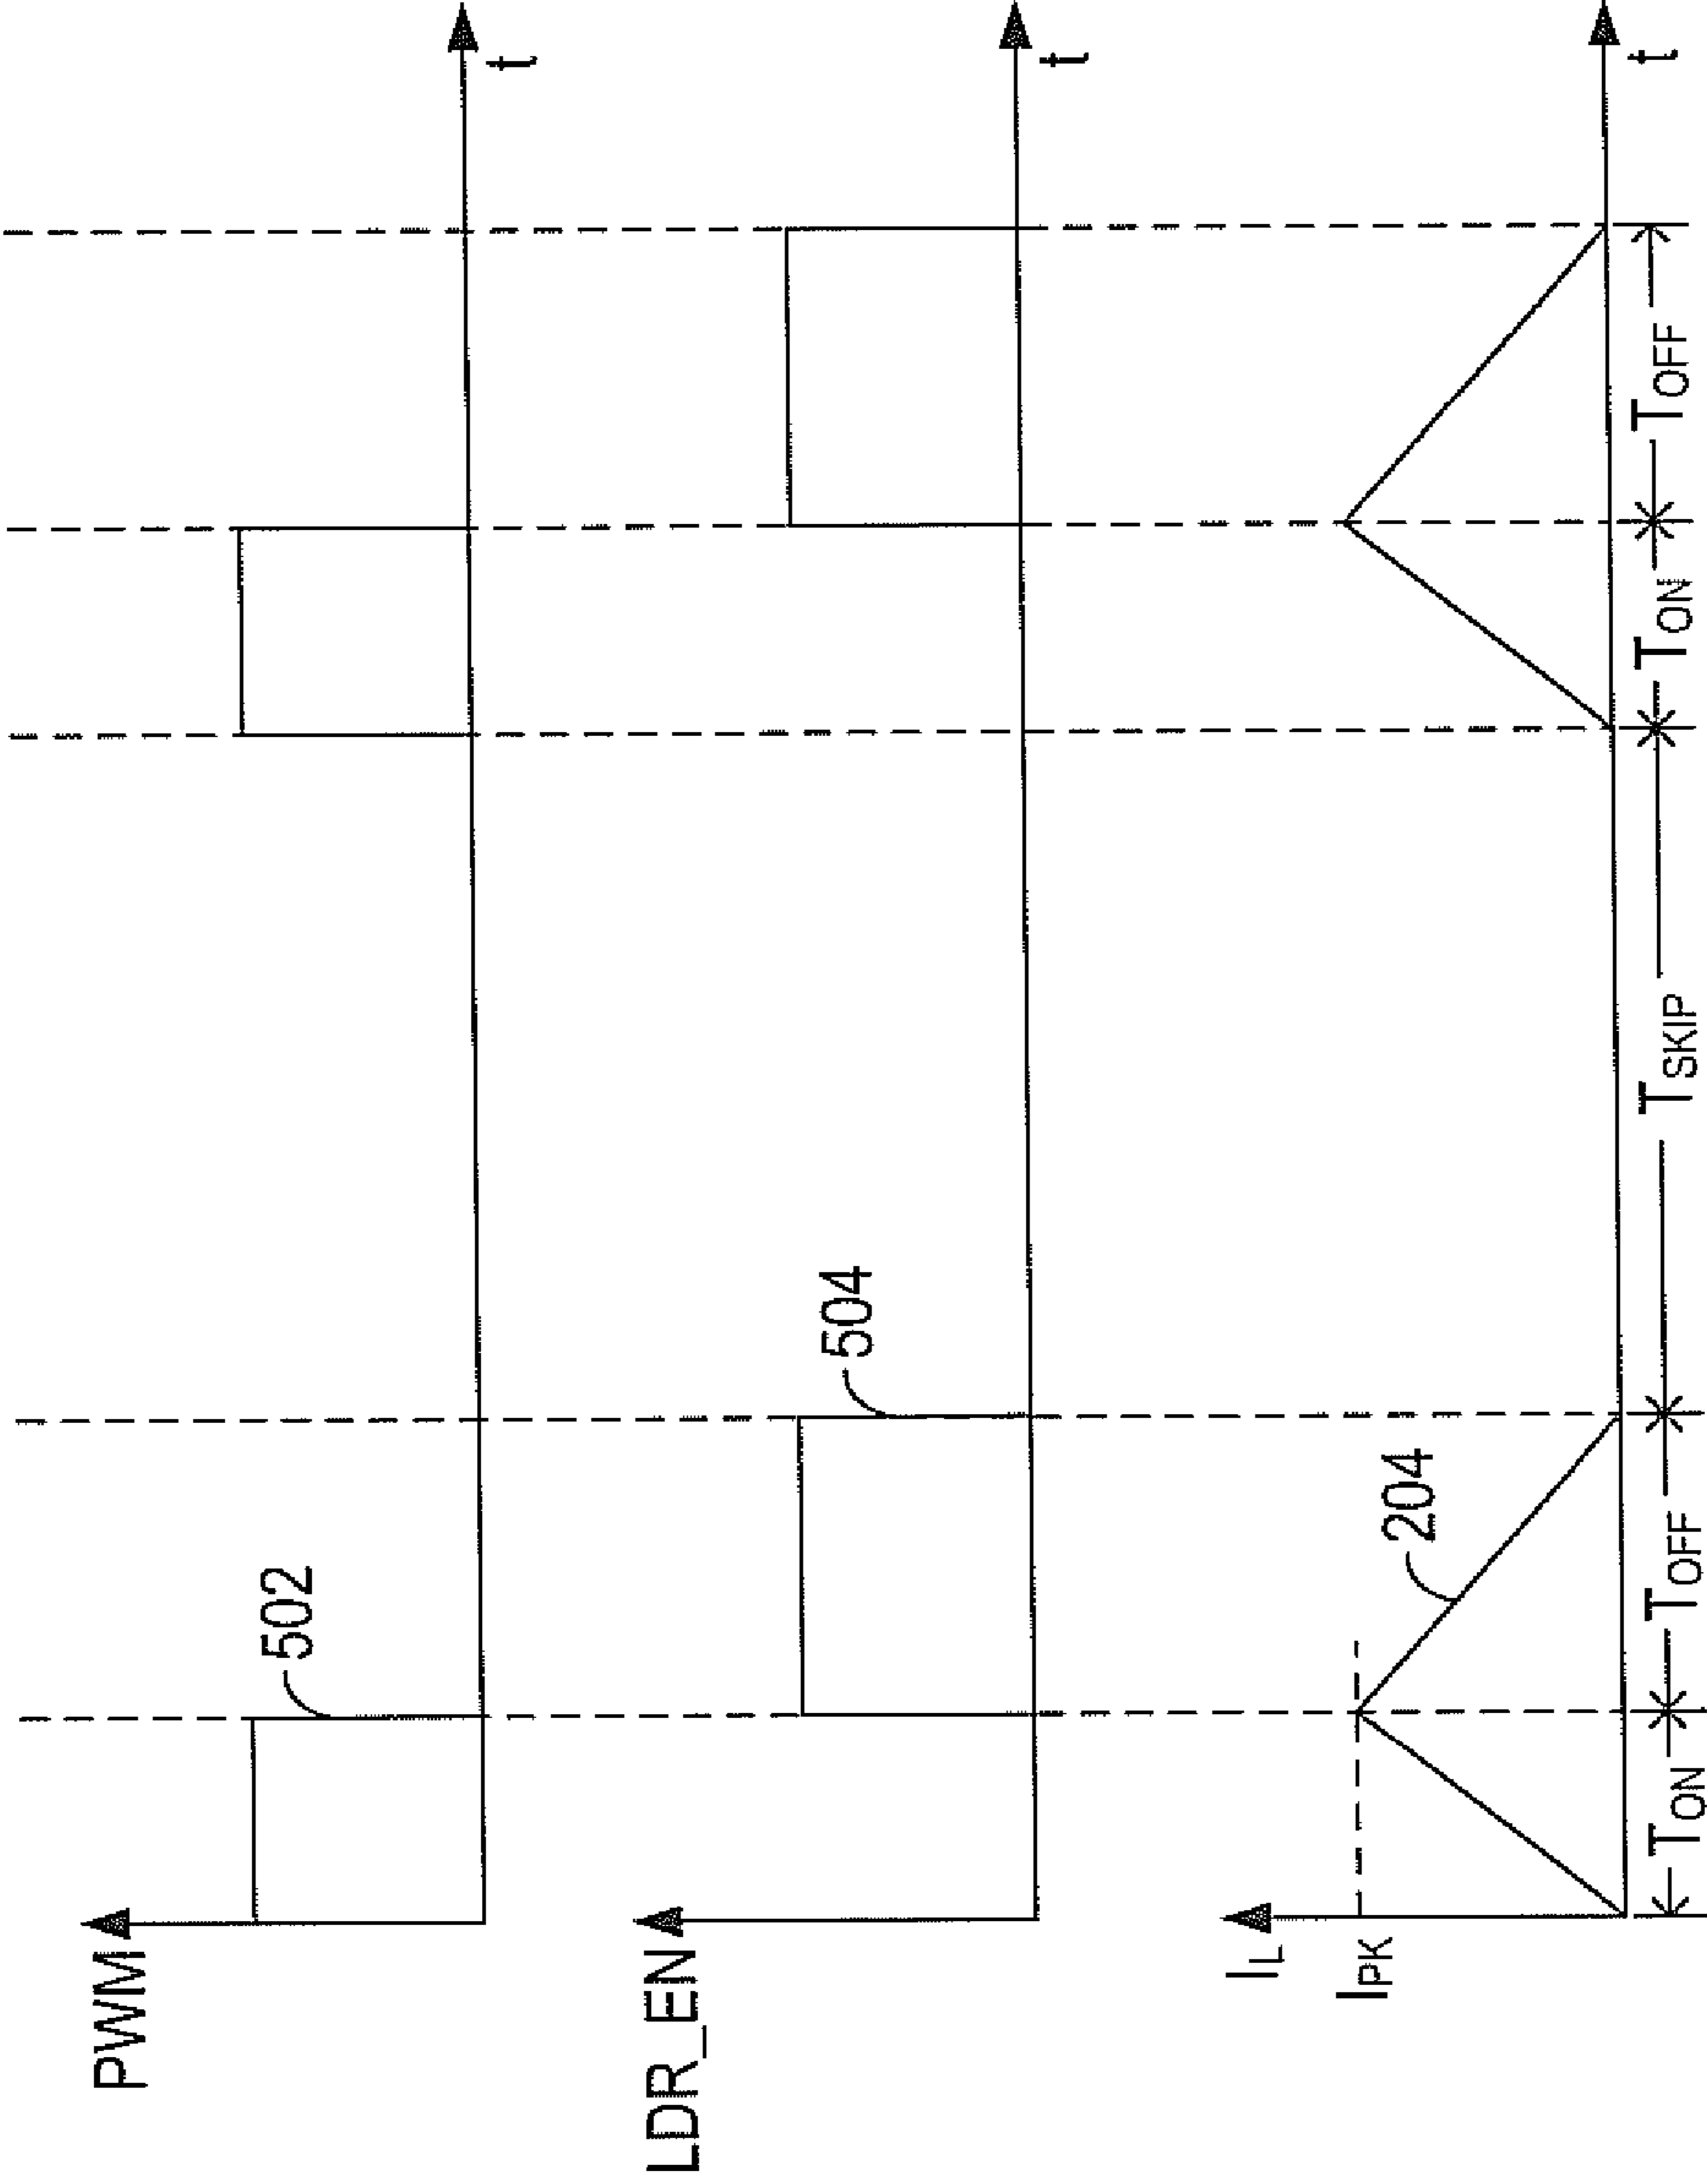 PWM
502
t
LDR_EN
504
t
IL
IPK
204
t
TON
TOFF
TSKIP
TON
TOFF